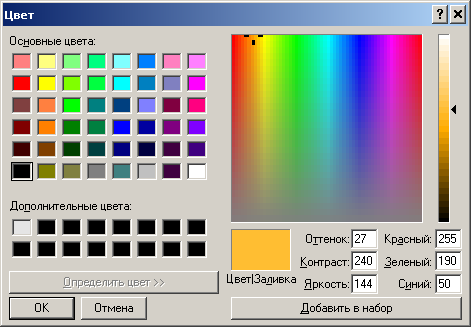 Цвет
Основные цвета:
Дополнительные цвета:
Определить цвет >>
ОК
Отмена
Цвет|Заливка
Оттенок: 27
Контраст: 240
Яркость: 144
Красный: 255
Зеленый: 190
Синий: 50
Добавить в набор